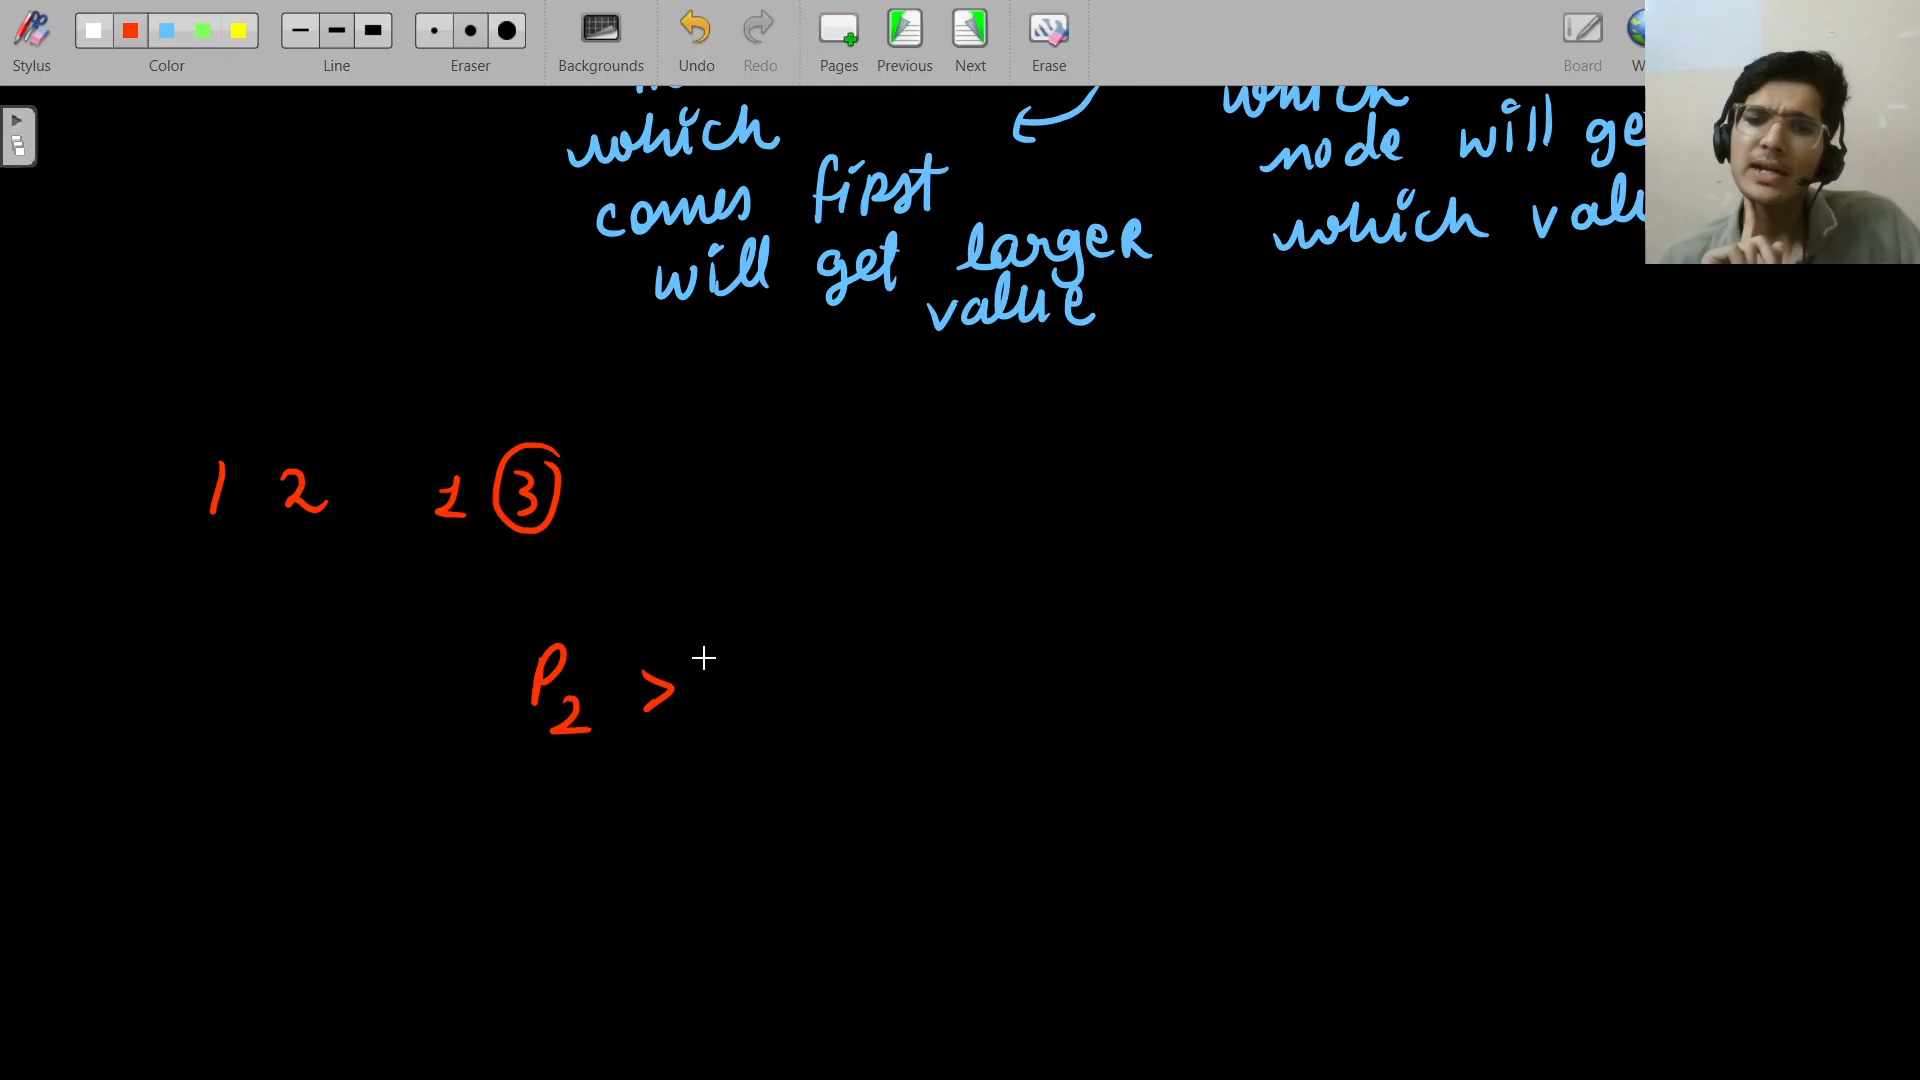 Stylus
Color
Line
Eraser
Backgrounds
Undo
Redo
Pages
Previous
Next
Erase
Board
which
comes first
will get larger
value
which
node will ge
which valu
1 2 1 3
P2 >